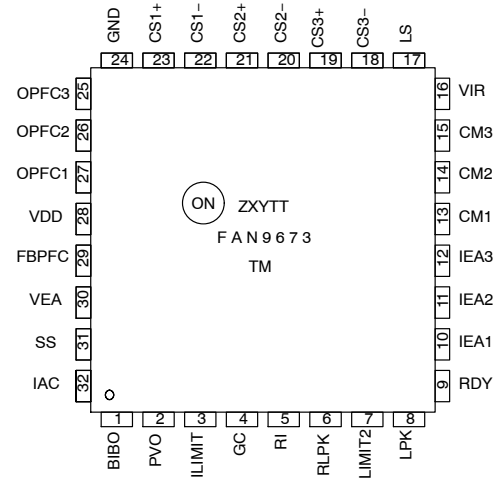 GND CS1+ CS1− CS2+ CS2− CS3+ CS3− LS
24 23 22 21 20 19 18 17
OPFC3 25 16 VIR
OPFC2 26 15 CM3
OPFC1 27 14 CM2
VDD 28 13 CM1
FBPFC 29 12 IEA3
VEA 30 11 IEA2
SS 31 10 IEA1
IAC 32 9 RDY
ON ZXYTT
FAN9673
TM
1 2 3 4 5 6 7 8
BIBO PVO ILIMIT GC RI RLPK LIMIT2 LPK